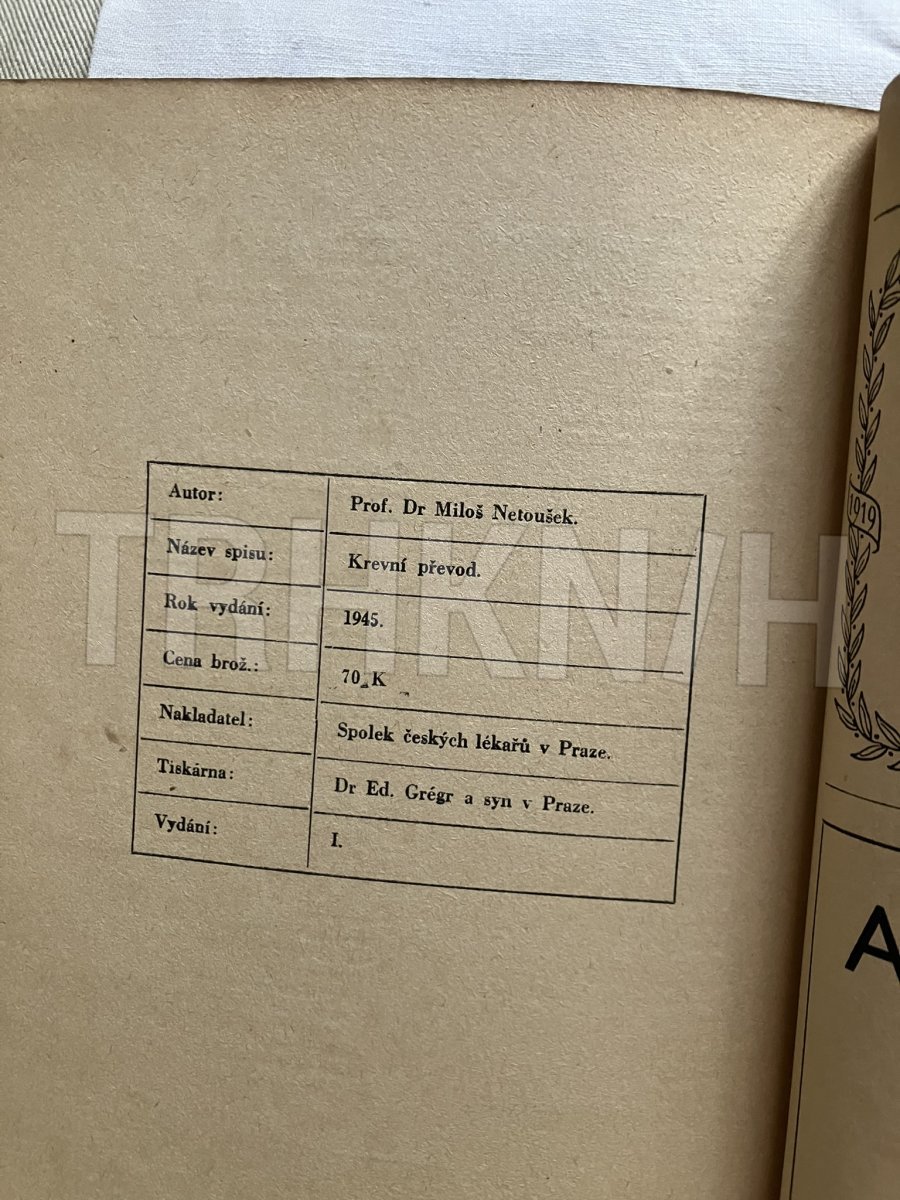 Autor: Prof. Dr Miloš Netoušek.
Název spisu: Krevní převod.
Rok vydání: 1945.
Cena brož.: 70 K
Nakladatel: Spolek českých lékařů v Praze.
Tiskárna: Dr Ed. Grégr a syn v Praze.
Vydání: I.
TRHKN/H
1919
A